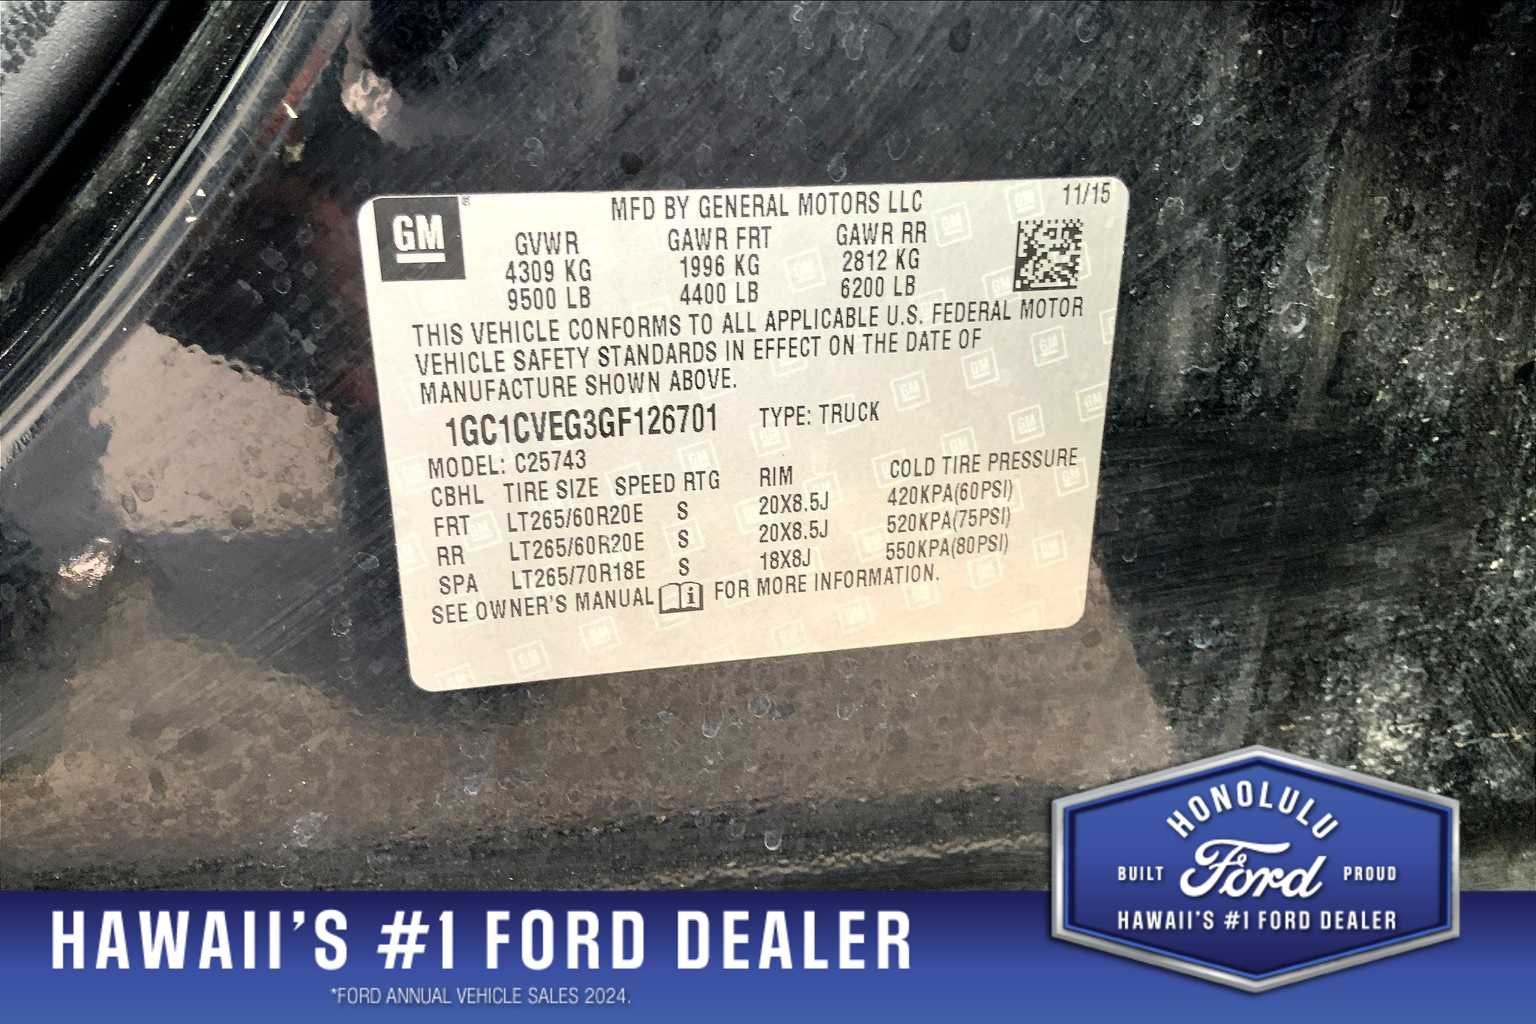 GM
MFD BY GENERAL MOTORS LLC 11/15
GVWR GAWR FRT GAWR RR
4309 KG 1996 KG 2812 KG
9500 LB 4400 LB 6200 LB
THIS VEHICLE CONFORMS TO ALL APPLICABLE U.S. FEDERAL MOTOR
VEHICLE SAFETY STANDARDS IN EFFECT ON THE DATE OF
MANUFACTURE SHOWN ABOVE.
1GC1CVEG3GF126701 TYPE: TRUCK
MODEL: C25743
CBHL TIRE SIZE SPEED RTG RIM COLD TIRE PRESSURE
FRT LT265/60R20E S 20X8.5J 420KPA(60PSI)
RR LT265/60R20E S 20X8.5J 520KPA(75PSI)
SPA LT265/70R18E S 18X8J 550KPA(80PSI)
SEE OWNER'S MANUAL i FOR MORE INFORMATION.
HONOLULU
BUILT Ford PROUD
HAWAII'S #1 FORD DEALER
HAWAII'S #1 FORD DEALER
*FORD ANNUAL VEHICLE SALES 2024.